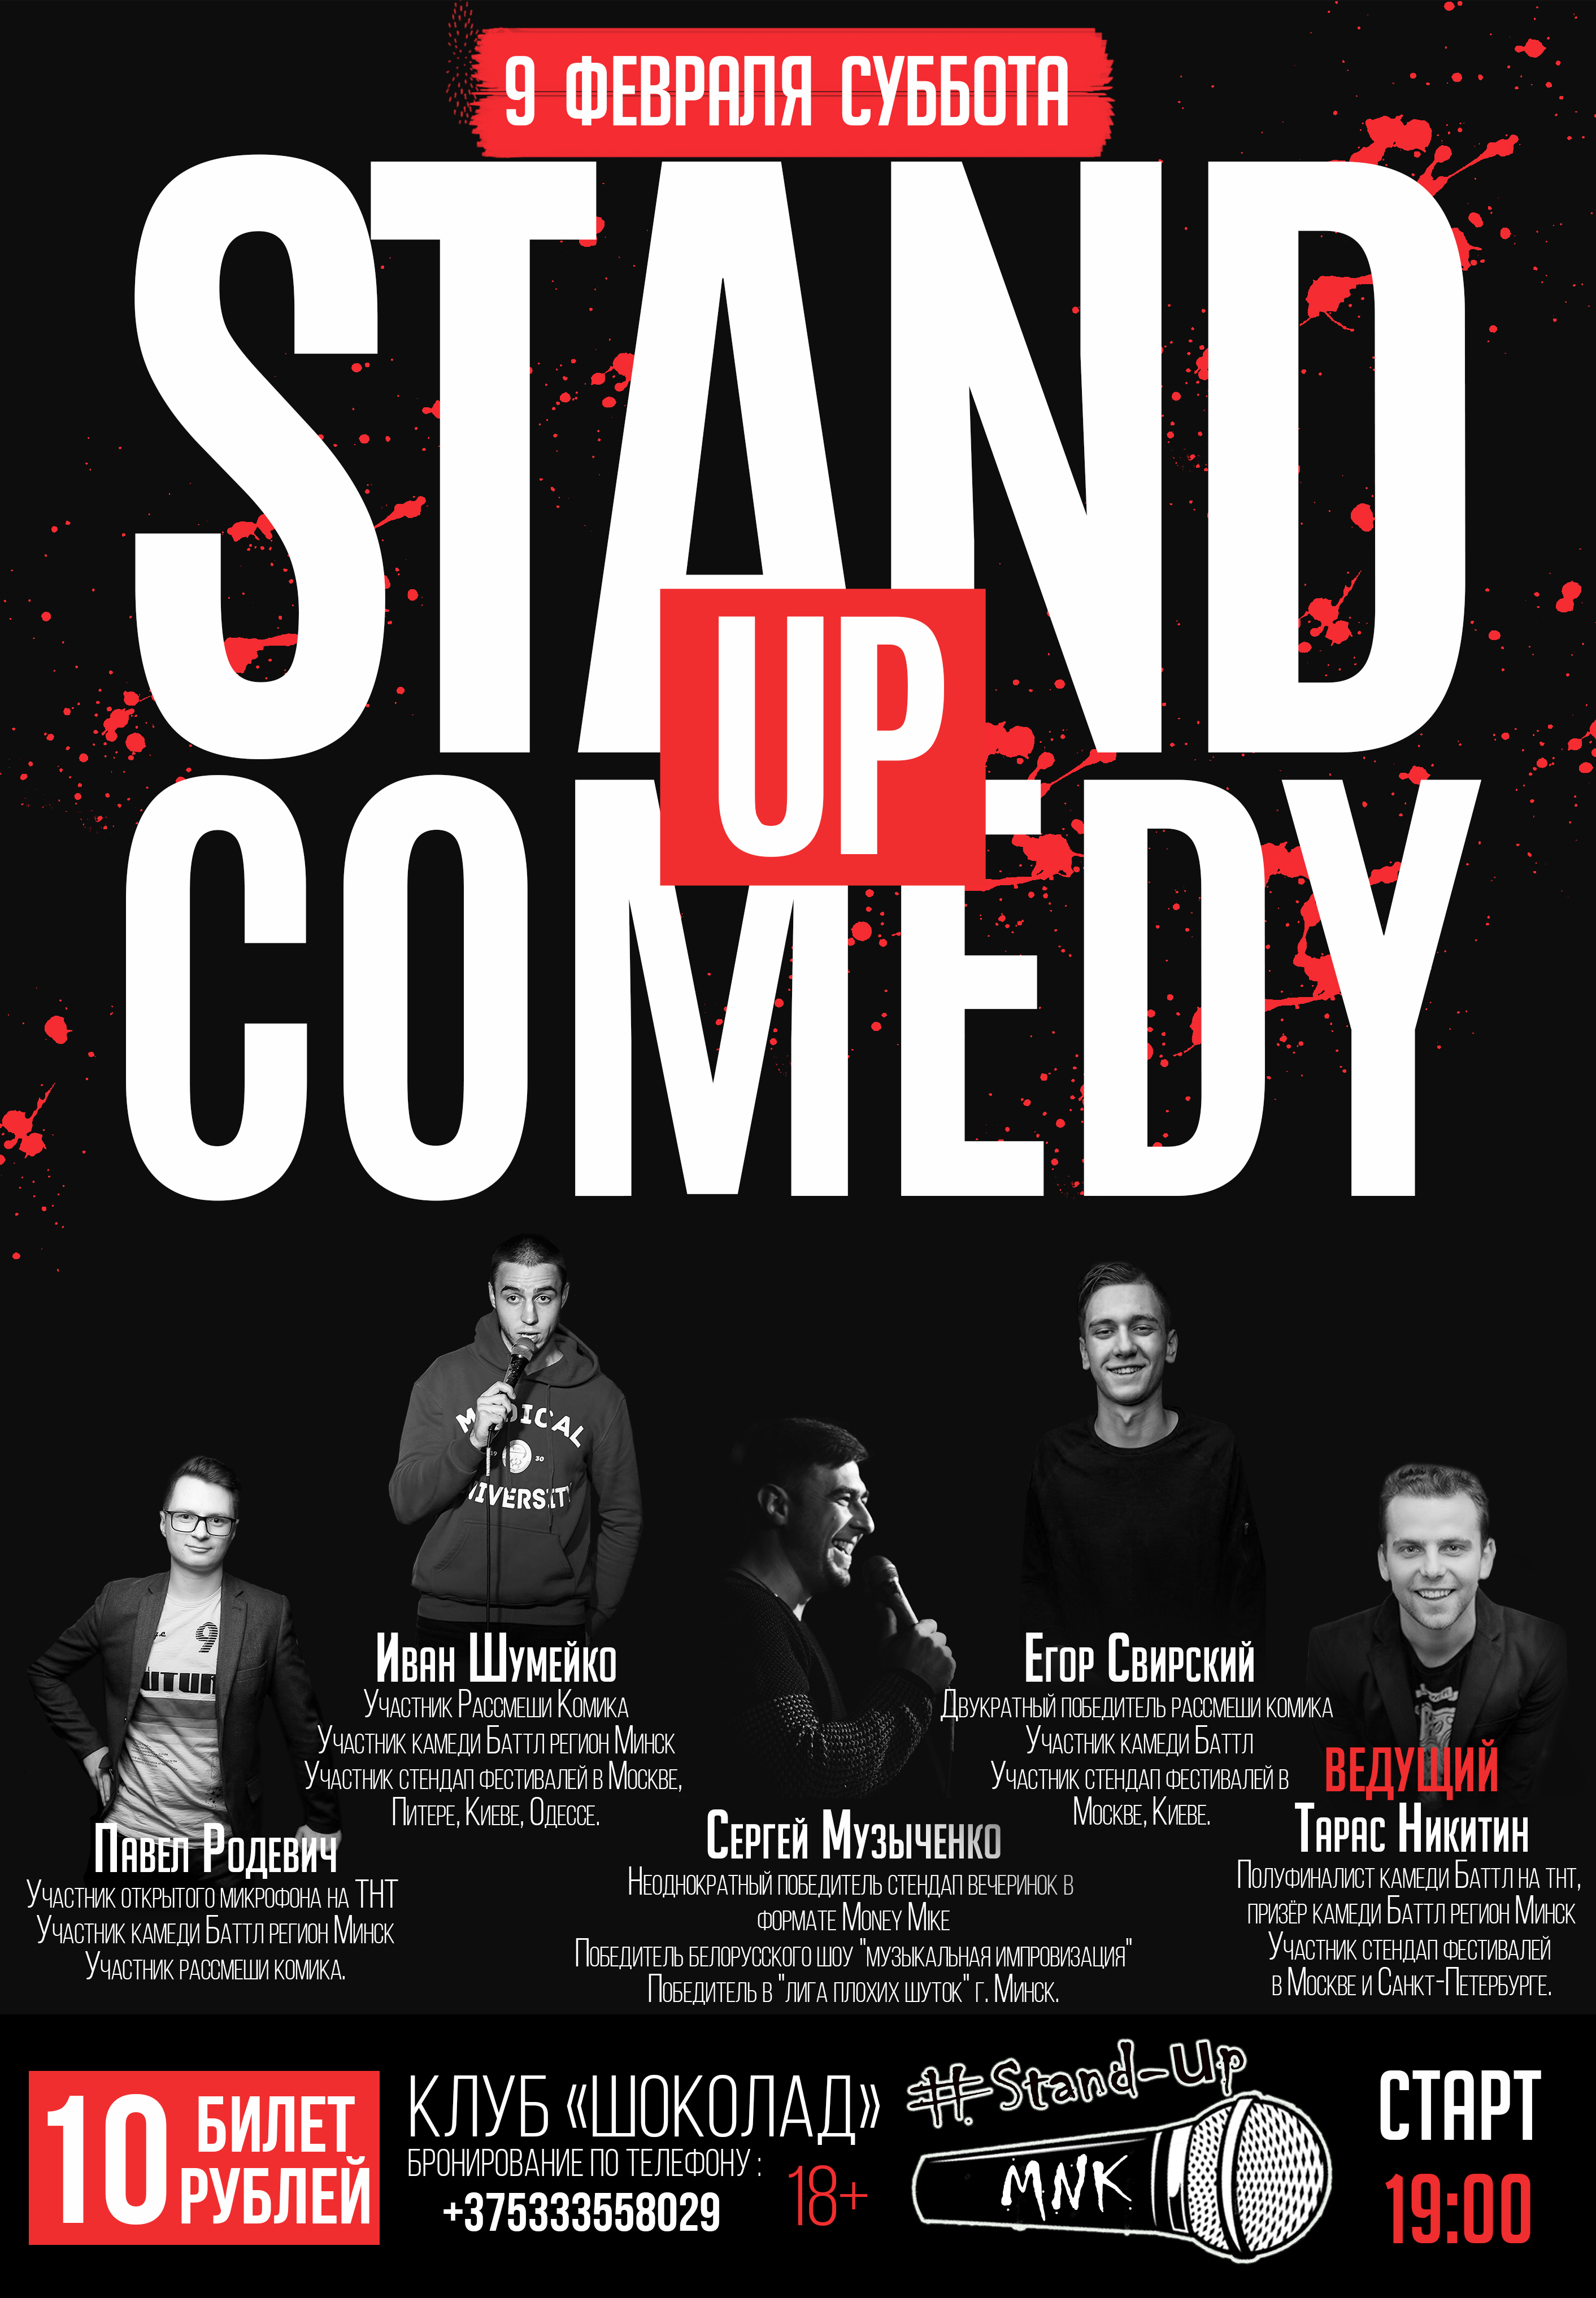 9 ФЕВРАЛЯ СУББОТА
STAND
UP
COMEDY
MEDICAL
19 30
UNIVERSITY
9
Иван Шумейко
Участник Рассмеши Комика
Участник камеди Баттл регион Минск
Участник стендап фестивалей в Москве,
Питере, Киеве, Одессе.
Егор Свирский
Двукратный победитель рассмеши комика
Участник камеди Баттл
Участник стендап фестивалей в
Москве, Киеве.
Павел Родевич
Участник открытого микрофона на ТНТ
Участник камеди Баттл регион Минск
Участник рассмеши комика.
Сергей Музыченко
Неоднократный победитель стендап вечеринок в
формате Money Mike
Победитель белорусского шоу "музыкальная импровизация"
Победитель в "лига плохих шуток" г. Минск.
ВЕДУЩИЙ
Тарас Никитин
Полуфиналист камеди Баттл на тнт,
призёр камеди Баттл регион Минск
Участник стендап фестивалей
в Москве и Санкт-Петербурге.
10 БИЛЕТ
РУБЛЕЙ
КЛУБ «ШОКОЛАД»
БРОНИРОВАНИЕ ПО ТЕЛЕФОНУ :
+375333558029
18+
#Stand-Up
MNK
СТАРТ
19:00